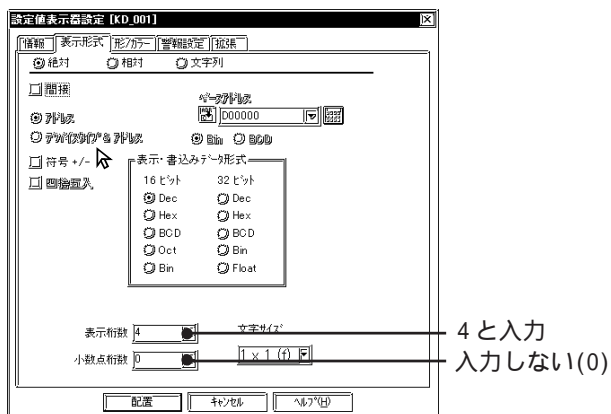 設定値表示器設定 [KD_001]
情報 表示形式 形/カラー 警報設定 拡張
絶対 相対 文字列
間接
ベースアドレス
アドレス D00000
デバイスタイプ & アドレス Bin BCD
符号 +/-
四捨五入
表示・書込みデータ形式
16 ビット 32 ビット
Dec Dec
Hex Hex
BCD BCD
Oct Bin
Bin Float
表示桁数 4 文字サイズ 4と入力
小数点桁数 0 1 x 1 (f) 入力しない(0)
配置 キャンセル ヘルプ(H)